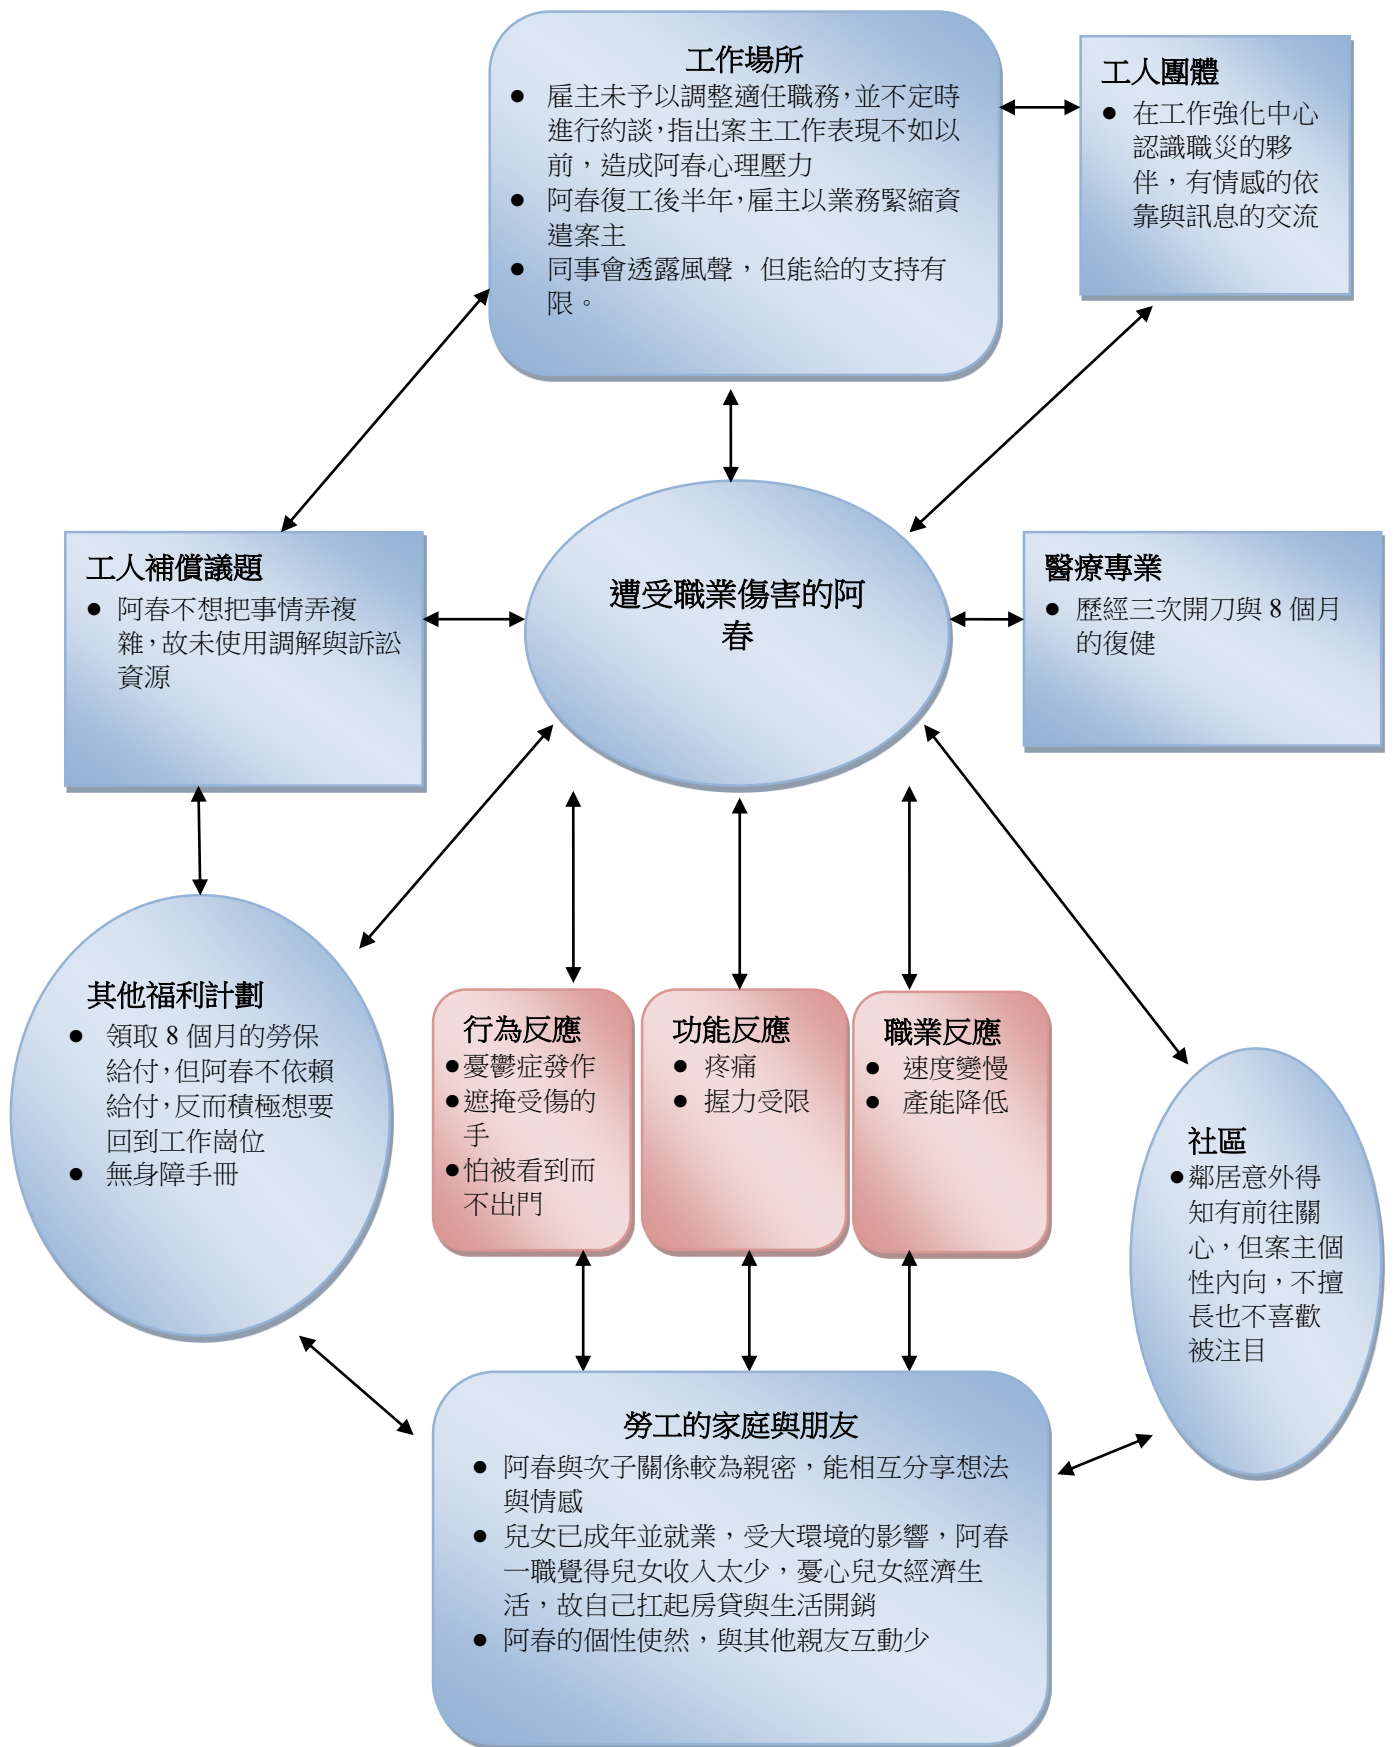 工作場所
● 雇主未予以調整適任職務，並不定時
進行約談，指出案主工作表現不如以
前，造成阿春心理壓力
● 阿春復工後半年，雇主以業務緊縮資
遣案主
● 同事會透露風聲，但能給的支持有
限。
工人團體
● 在工作強化中心
認識職災的夥
伴，有情感的依
靠與訊息的交流
工人補償議題
● 阿春不想把事情弄複
雜，故未使用調解與訴訟
資源
遭受職業傷害的阿
春
醫療專業
● 歷經三次開刀與 8 個月
的復健
其他福利計劃
● 領取 8 個月的勞保
給付，但阿春不依賴
給付，反而積極想要
回到工作崗位
● 無身障手冊
行為反應
●憂鬱症發作
●遮掩受傷的
手
●怕被看到而
不出門
功能反應
● 疼痛
● 握力受限
職業反應
● 速度變慢
● 產能降低
社區
●鄰居意外得
知有前往關
心，但案主個
性內向，不擅
長也不喜歡
被注目
勞工的家庭與朋友
● 阿春與次子關係較為親密，能相互分享想法
與情感
● 兒女已成年並就業，受大環境的影響，阿春
一職覺得兒女收入太少，憂心兒女經濟生
活，故自己扛起房貸與生活開銷
● 阿春的個性使然，與其他親友互動少